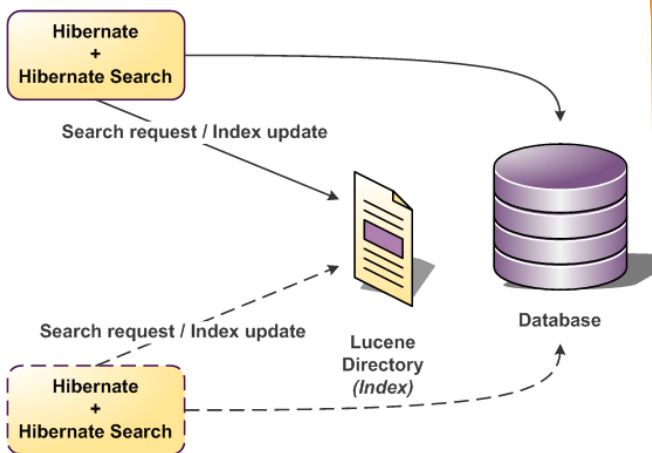 Hibernate
+
Hibernate Search
Search request / Index update
Search request / Index update
Lucene
Directory
(Index)
Database
Hibernate
+
Hibernate Search